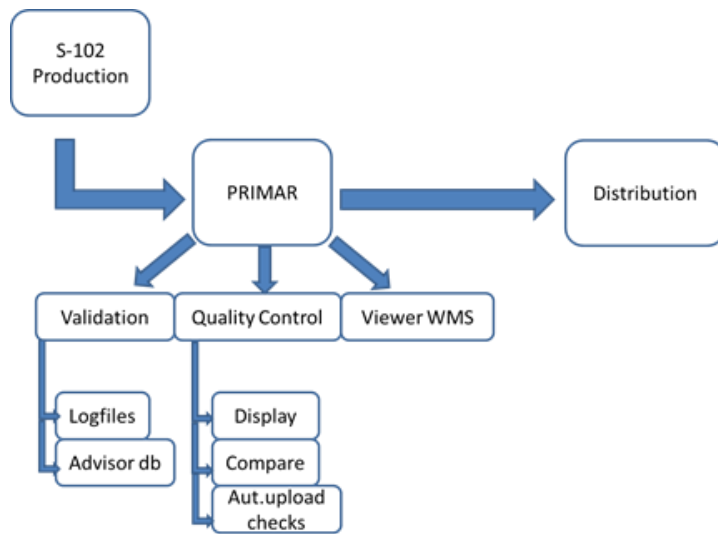 S-102
Production
PRIMAR
Distribution
Validation
Quality Control
Viewer WMS
Logfiles
Advisor db
Display
Compare
Aut.upload
checks